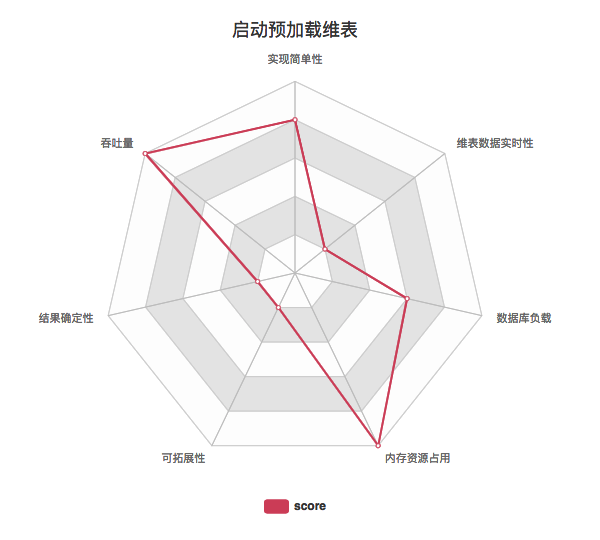 启动预加载维表
实现简单性
吞吐量
维表数据实时性
结果确定性
数据库负载
可拓展性
内存资源占用
score